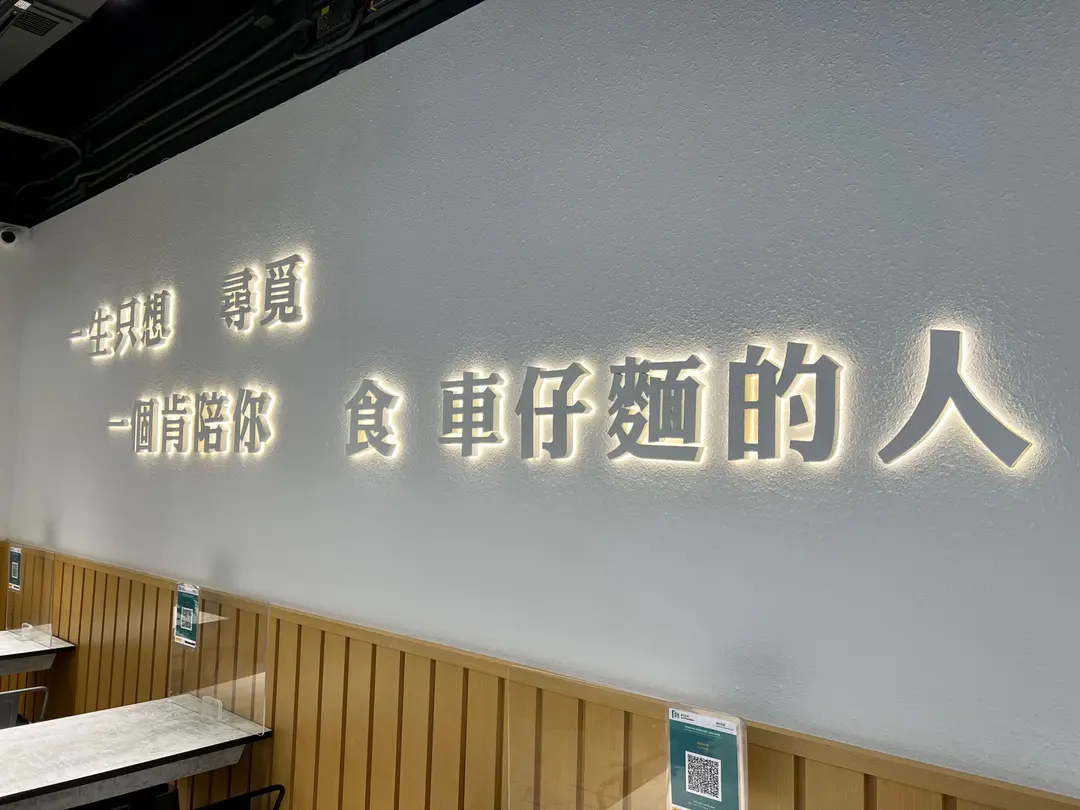 一生只想 尋覓
一個肯陪你 食 車仔麵的人